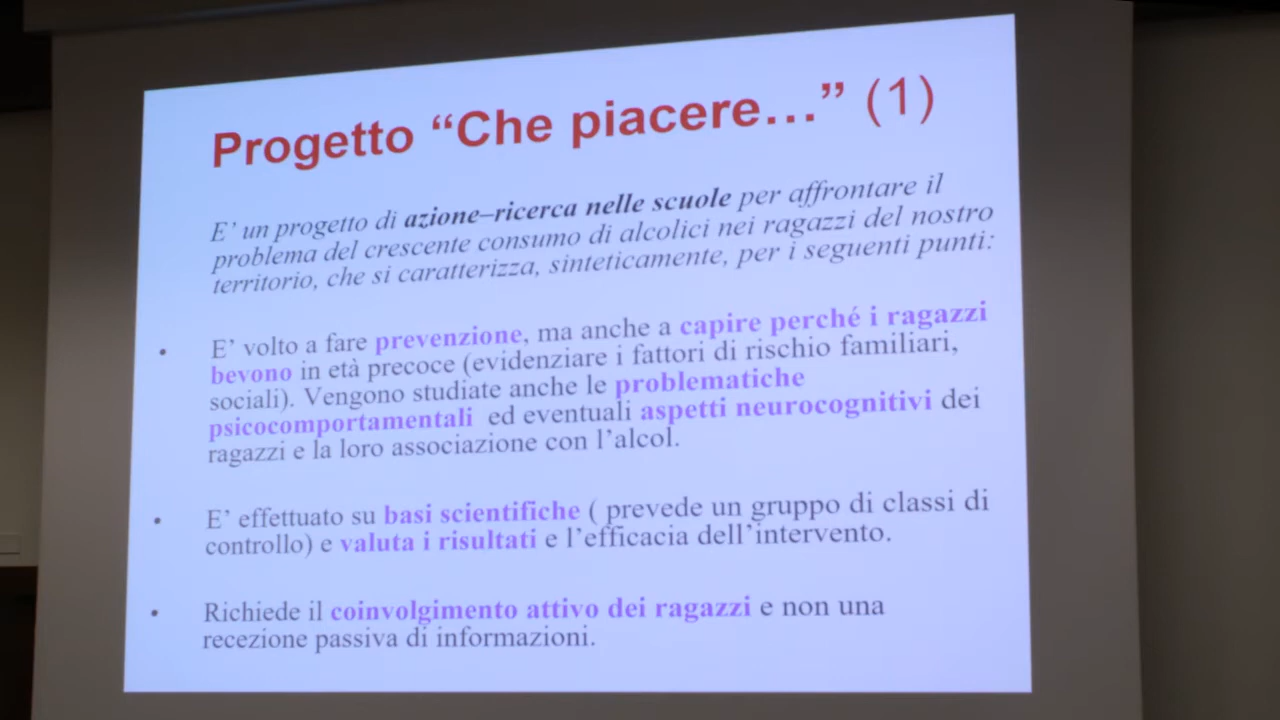 Progetto “Che piacere…” (1)
E’ un progetto di azione–ricerca nelle scuole per affrontare il
problema del crescente consumo di alcolici nei ragazzi del nostro
territorio, che si caratterizza, sinteticamente, per i seguenti punti:
• E’ volto a fare prevenzione, ma anche a capire perché i ragazzi
bevono in età precoce (evidenziare i fattori di rischio familiari,
sociali). Vengono studiate anche le problematiche
psicocomportamentali ed eventuali aspetti neurocognitivi dei
ragazzi e la loro associazione con l’alcol.
• E’ effettuato su basi scientifiche ( prevede un gruppo di classi di
controllo) e valuta i risultati e l’efficacia dell’intervento.
• Richiede il coinvolgimento attivo dei ragazzi e non una
recezione passiva di informazioni.